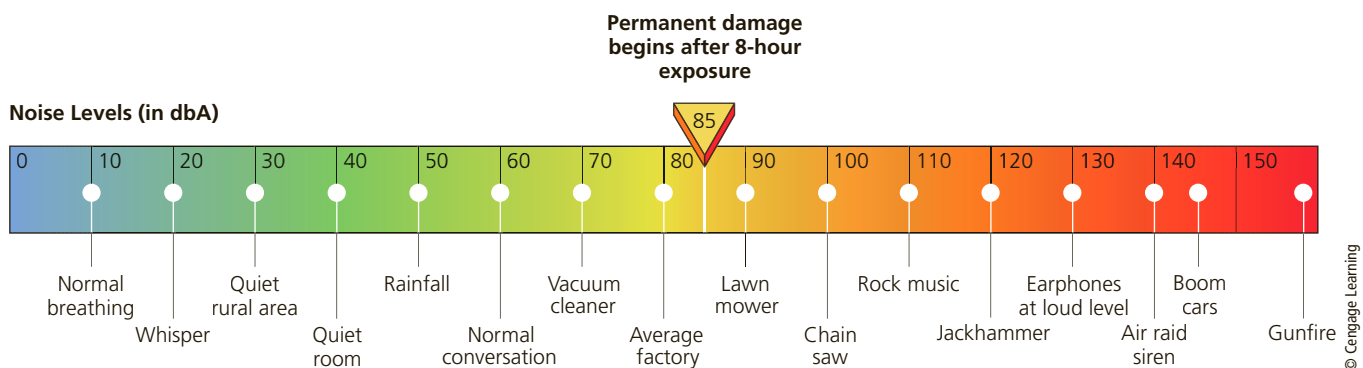 Permanent damage
begins after 8-hour
exposure
Noise Levels (in dbA)
85
0 10 20 30 40 50 60 70 80 90 100 110 120 130 140 150
Normal
breathing
Whisper
Quiet
rural area
Quiet
room
Rainfall
Normal
conversation
Vacuum
cleaner
Average
factory
Lawn
mower
Chain
saw
Rock music
Jackhammer
Earphones
at loud level
Air raid
siren
Boom
cars
Gunfire
© Cengage Learning